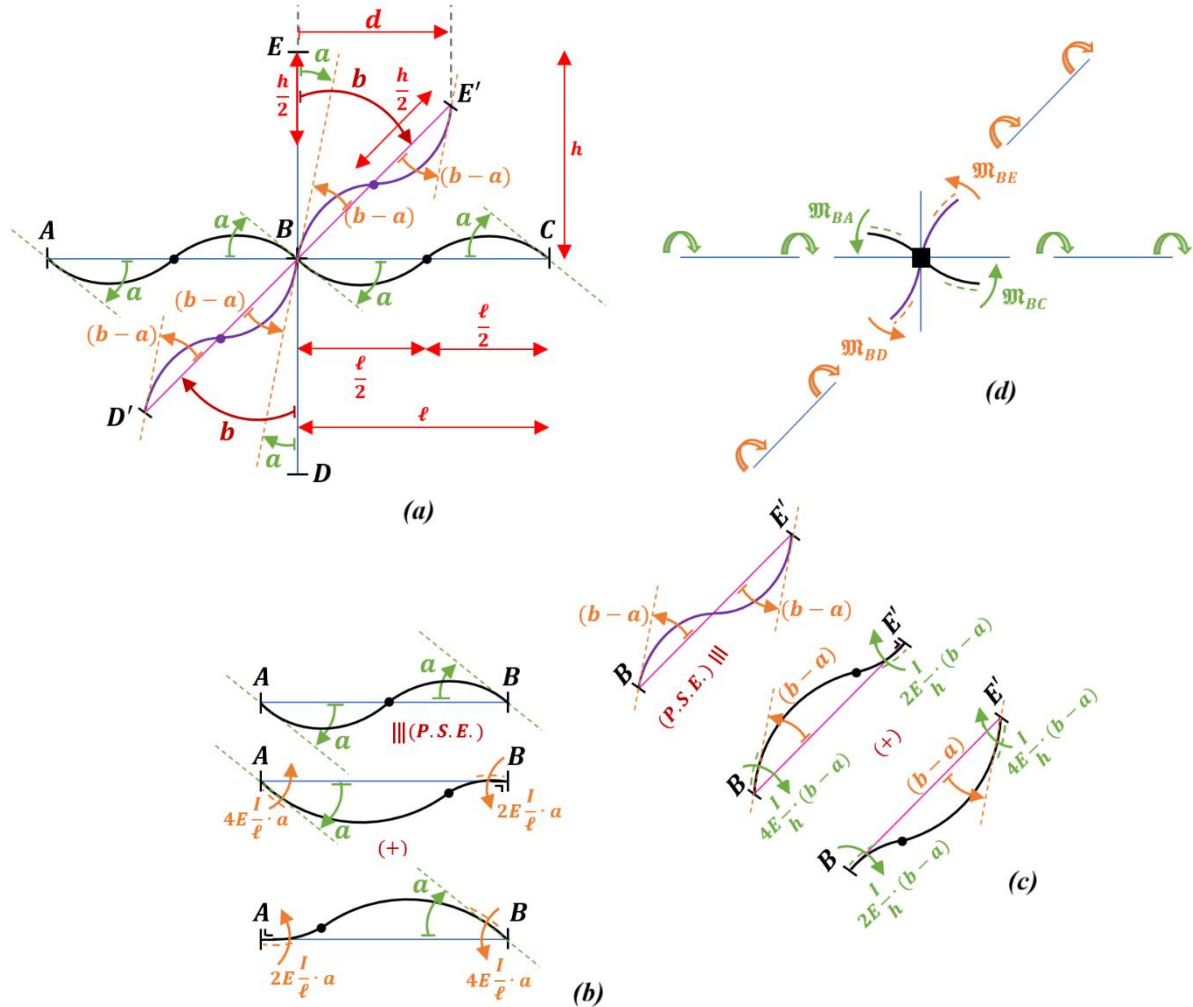 d
E
a
h/2
b
h/2
E′
h
(b − a)
(b − a)
A
a
B
a
C
a
a
(b − a)
(b − a)
ℓ/2
ℓ/2
D′
b
ℓ
a
D
(a)
𝔐BE
𝔐BA
𝔐BC
𝔐BD
(d)
A
a
B
a
|||(P.S.E.)
A
B
4E I/ℓ · a
a
2E I/ℓ · a
(+)
A
a
B
2E I/ℓ · a
4E I/ℓ · a
(b)
E′
(b − a)
(b − a)
B
(P.S.E.) |||
E′
(b − a)
2E I/h · (b − a)
B
4E I/h · (b − a)
(+)
E′
(b − a)
4E I/h · (b − a)
B
2E I/h · (b − a)
(c)